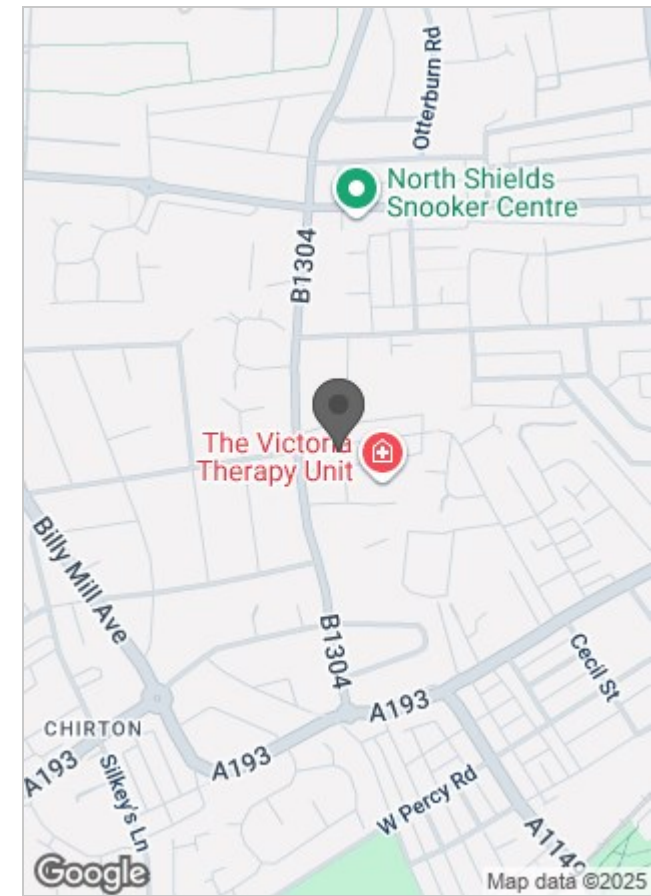 Otterburn Rd
North Shields
Snooker Centre
B1304
The Victoria
Therapy Unit
Billy Mill Ave
B1304
Cecil St
A193
CHIRTON
A193
A193
Silkey's Ln
W Percy Rd
A1149
Google
Map data ©2025